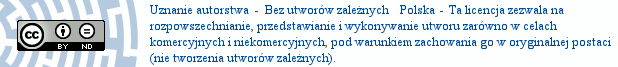 Uznanie autorstwa - Bez utworów zależnych Polska - Ta licencja zezwala na
rozpowszechnianie, przedstawianie i wykonywanie utworu zarówno w celach
komercyjnych i niekomercyjnych, pod warunkiem zachowania go w oryginalnej postaci
(nie tworzenia utworów zależnych).
cc
BY ND